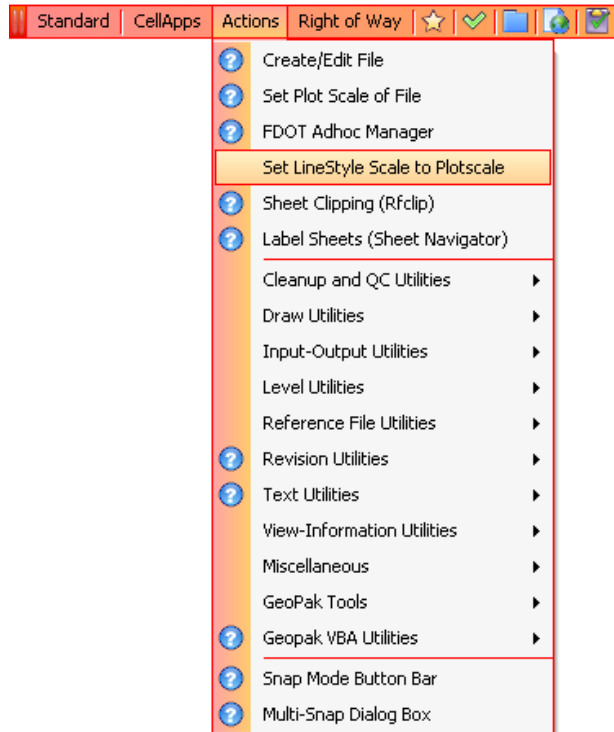 Standard CellApps Actions Right of Way
Create/Edit File
Set Plot Scale of File
FDOT Adhoc Manager
Set LineStyle Scale to Plotscale
Sheet Clipping (Rfclip)
Label Sheets (Sheet Navigator)
Cleanup and QC Utilities
Draw Utilities
Input-Output Utilities
Level Utilities
Reference File Utilities
Revision Utilities
Text Utilities
View-Information Utilities
Miscellaneous
GeoPak Tools
Geopak VBA Utilities
Snap Mode Button Bar
Multi-Snap Dialog Box